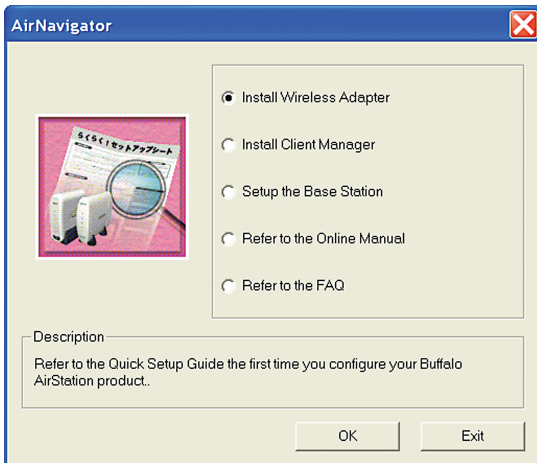 AirNavigator
らくらく!セットアップシート
Install Wireless Adapter
Install Client Manager
Setup the Base Station
Refer to the Online Manual
Refer to the FAQ
Description
Refer to the Quick Setup Guide the first time you configure your Buffalo
AirStation product..
OK
Exit